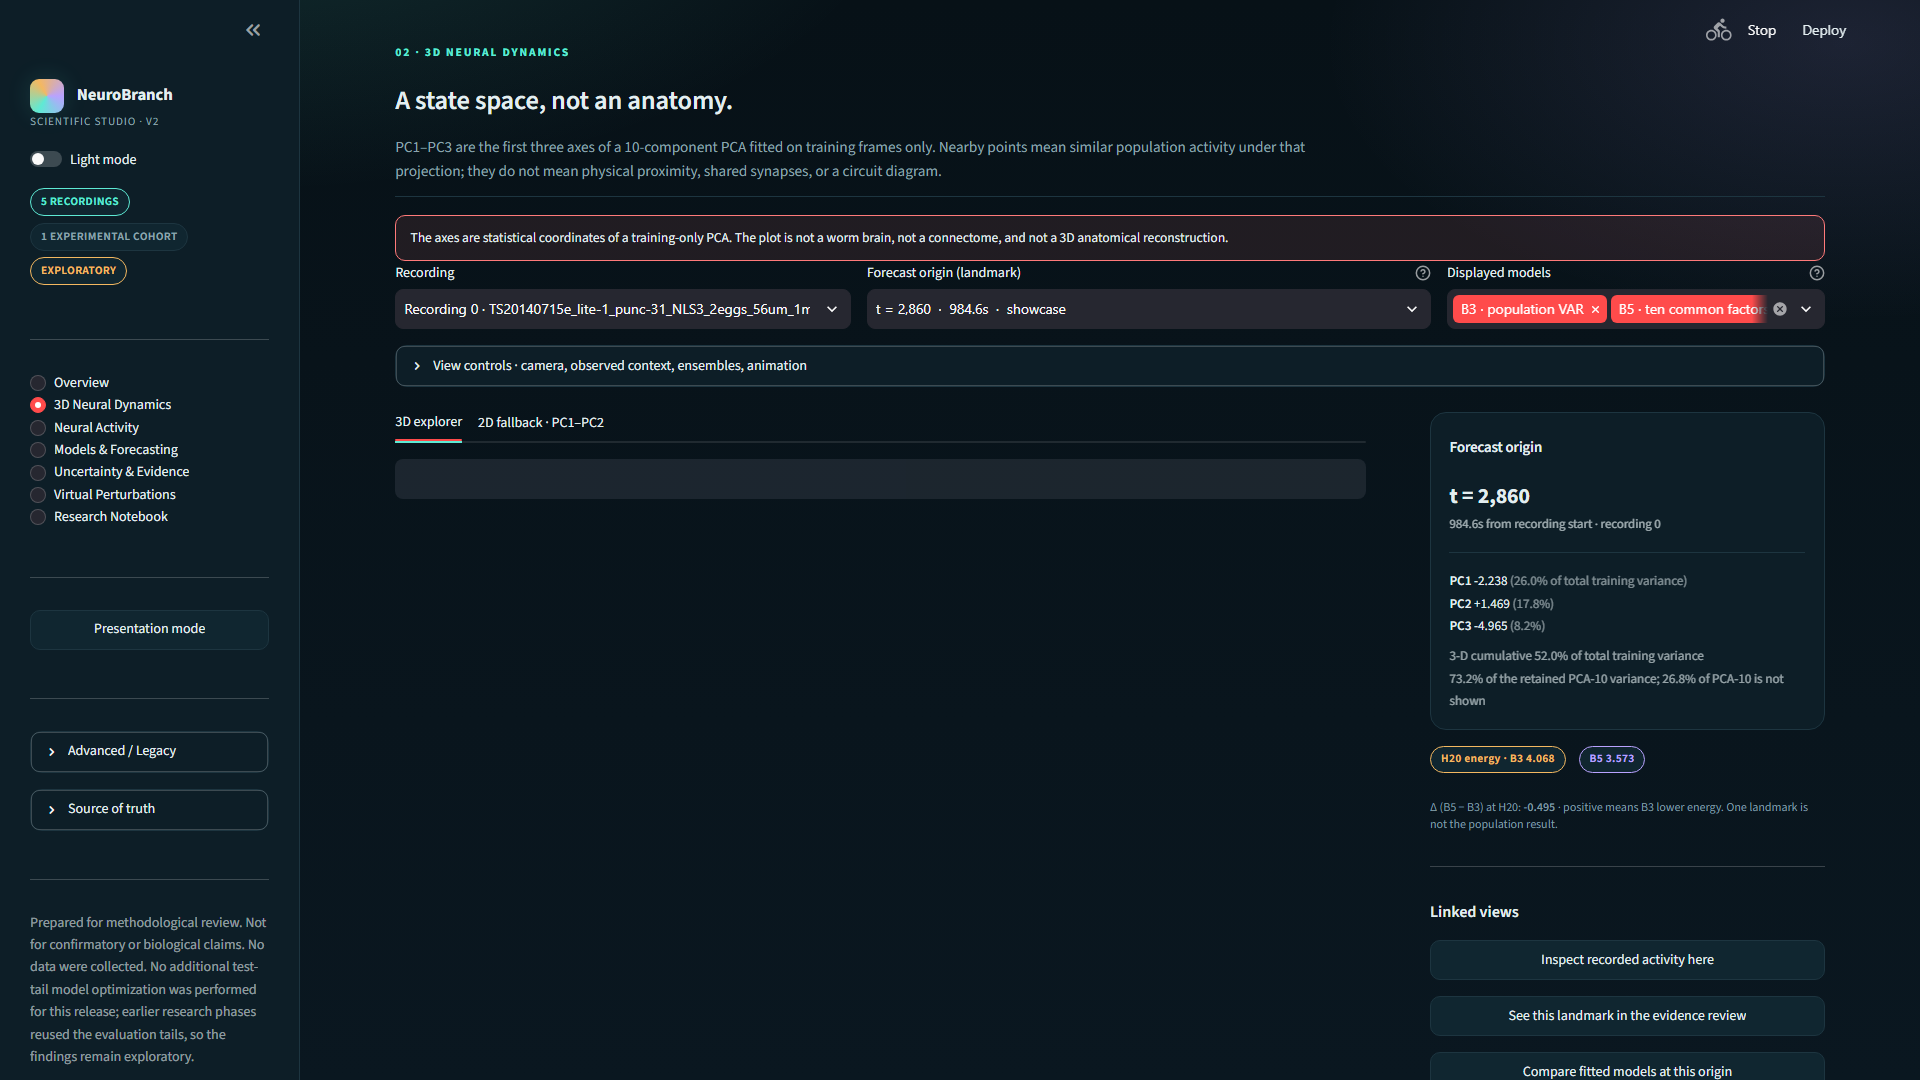 NeuroBranch
SCIENTIFIC STUDIO · V2
Light mode
5 RECORDINGS
1 EXPERIMENTAL COHORT
EXPLORATORY
Overview
3D Neural Dynamics
Neural Activity
Models & Forecasting
Uncertainty & Evidence
Virtual Perturbations
Research Notebook
Presentation mode
Advanced / Legacy
Source of truth
Prepared for methodological review. Not
for confirmatory or biological claims. No
data were collected. No additional test-
tail model optimization was performed
for this release; earlier research phases
reused the evaluation tails, so the
findings remain exploratory.
Stop
Deploy
02 · 3D NEURAL DYNAMICS
A state space, not an anatomy.
PC1–PC3 are the first three axes of a 10-component PCA fitted on training frames only. Nearby points mean similar population activity under that
projection; they do not mean physical proximity, shared synapses, or a circuit diagram.
The axes are statistical coordinates of a training-only PCA. The plot is not a worm brain, not a connectome, and not a 3D anatomical reconstruction.
Recording
Recording 0 · TS20140715e_lite-1_punc-31_NLS3_2eggs_56um_1m
Forecast origin (landmark)
t = 2,860 · 984.6s · showcase
Displayed models
B3 · population VAR
B5 · ten common factor
View controls · camera, observed context, ensembles, animation
3D explorer
2D fallback · PC1–PC2
Forecast origin
t = 2,860
984.6s from recording start · recording 0
PC1 -2.238 (26.0% of total training variance)
PC2 +1.469 (17.8%)
PC3 -4.965 (8.2%)
3-D cumulative 52.0% of total training variance
73.2% of the retained PCA-10 variance; 26.8% of PCA-10 is not
shown
H20 energy · B3 4.068
B5 3.573
Δ (B5 − B3) at H20: -0.495 · positive means B3 lower energy. One landmark is
not the population result.
Linked views
Inspect recorded activity here
See this landmark in the evidence review
Compare fitted models at this origin